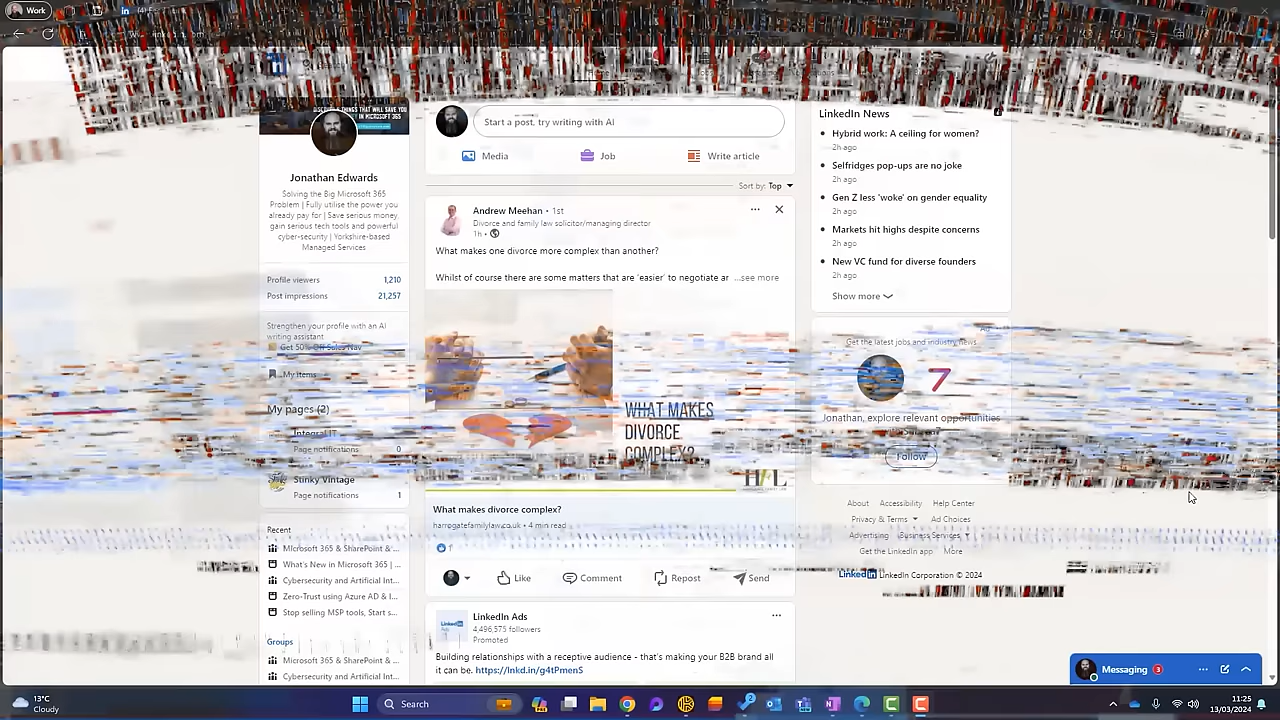 Work
Start a post, try writing with AI
Media
Job
Write article
Sort by: Top
Jonathan Edwards
Solving the Big Microsoft 365
Problem | Fully utilise the power you
already pay for | Save serious money,
gain serious tech tools and powerful
cyber-security | Yorkshire-based
Managed Services
Profile viewers 1,210
Post impressions 21,257
Strengthen your profile with an AI
writing assistant
Get 50% Off Sales Nav
My items
My pages (2)
Integral IT
Page notifications 0
Stinky Vintage
Page notifications 1
Recent
Microsoft 365 & SharePoint & ...
What's New in Microsoft 365 | ...
Cybersecurity and Artificial Int...
Zero-Trust using Azure AD & I...
Stop selling MSP tools, Start s...
Groups
Microsoft 365 & SharePoint & ...
Cybersecurity and Artificial Int...
Andrew Meehan • 1st
Divorce and family law solicitor/managing director
1h •
What makes one divorce more complex than another?
Whilst of course there are some matters that are 'easier' to negotiate ar ...see more
WHAT MAKES
DIVORCE
COMPLEX?
What makes divorce complex?
harrogatefamilylaw.co.uk • 4 min read
1
Like
Comment
Repost
Send
LinkedIn Ads
4,496,575 followers
Promoted
Building relationships with a receptive audience - that's making your B2B brand all
it can be. https://lnkd.in/g4tPmenS
LinkedIn News
Hybrid work: A ceiling for women?
2h ago
Selfridges pop-ups are no joke
2h ago
Gen Z less 'woke' on gender equality
2h ago
Markets hit highs despite concerns
2h ago
New VC fund for diverse founders
2h ago
Show more
Ad
Get the latest jobs and industry news
Jonathan, explore relevant opportunities
Follow
About Accessibility Help Center
Privacy & Terms Ad Choices
Advertising Business Services
Get the LinkedIn app More
LinkedIn LinkedIn Corporation © 2024
Messaging 3
13°C
Cloudy
Search
11:25
13/03/2024